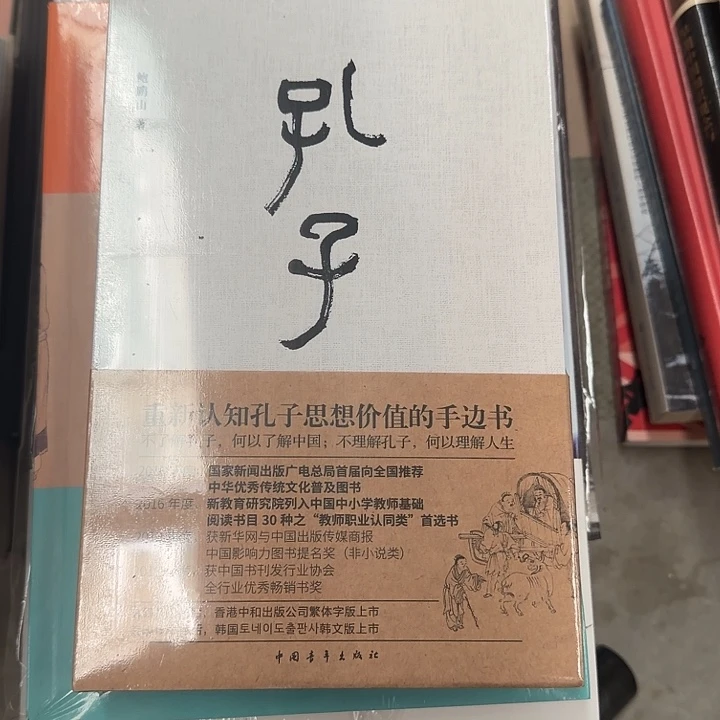 鲍鹏山 著
孔子
重新认知孔子思想价值的手边书
不了解孔子，何以了解中国；不理解孔子，何以理解人生
国家新闻出版广电总局首届向全国推荐
中华优秀传统文化普及图书
2016 年度，新教育研究院列入中国中小学教师基础
阅读书目 30 种之“教师职业认同类”首选书
获新华网与中国出版传媒商报
中国影响力图书提名奖（非小说类）
获中国书刊发行业协会
全行业优秀畅销书奖
香港中和出版公司繁体字版上市
韩国토네이도출판사韩文版上市
中国青年出版社